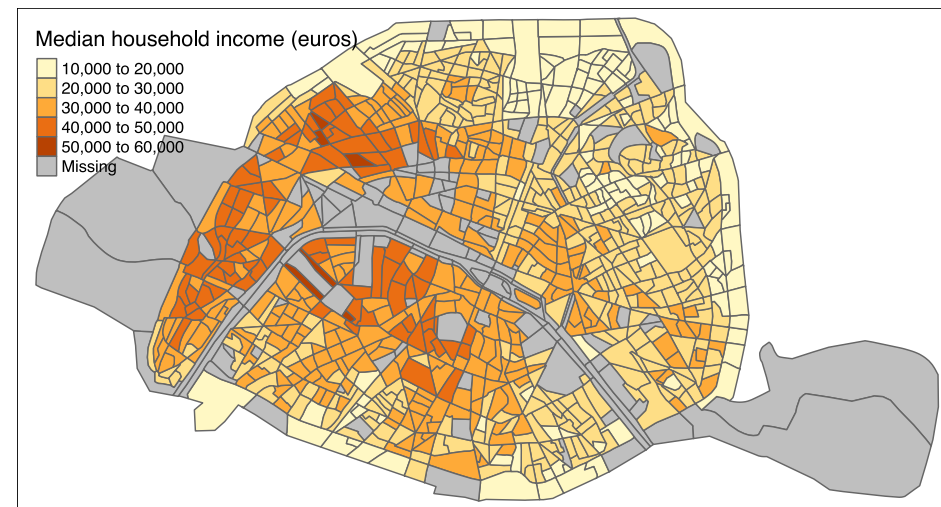 Median household income (euros)
10,000 to 20,000
20,000 to 30,000
30,000 to 40,000
40,000 to 50,000
50,000 to 60,000
Missing